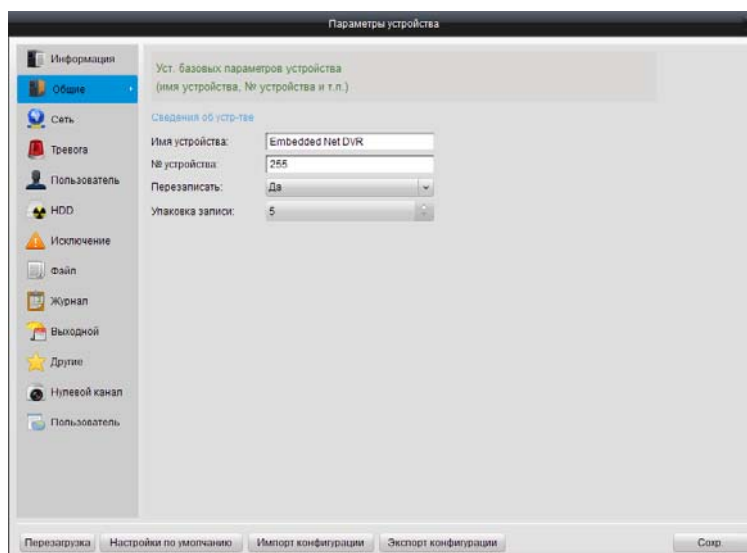 Параметры устройства
Информация
Общие
Сеть
Тревога
Пользователь
HDD
Исключение
Файл
Журнал
Выходной
Другие
Нулевой канал
Пользователь
Уст. базовых параметров устройства
(имя устройства, № устройства и т.п.)
Сведения об устр-тве
Имя устройства: Embedded Net DVR
№ устройства: 255
Перезаписать: Да
Упаковка записи: 5
Перезагрузка Настройки по умолчанию Импорт конфигурации Экспорт конфигурации Сохр.